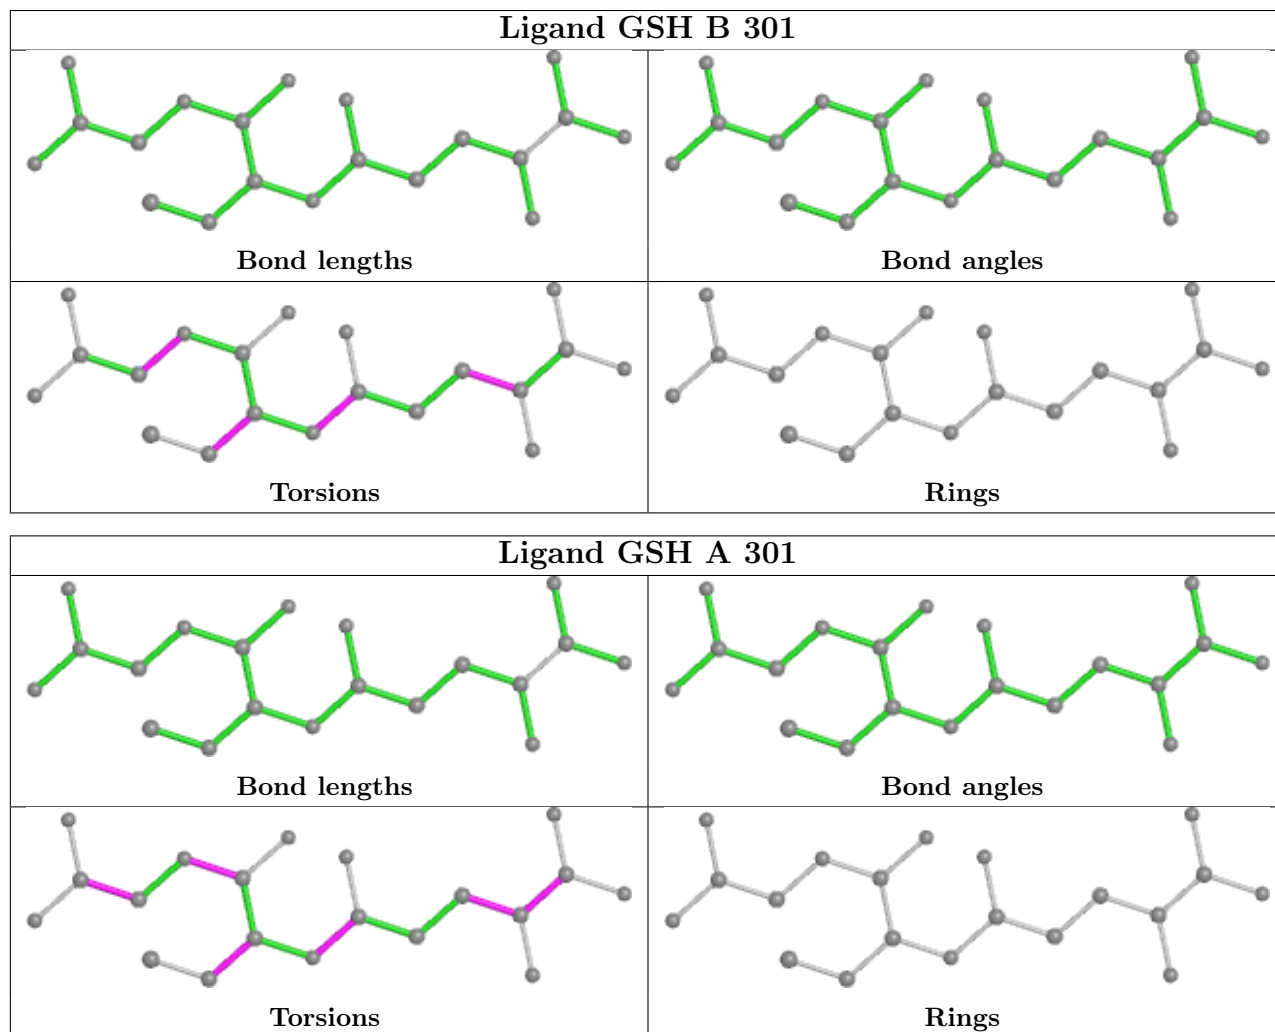 Ligand GSH B 301
Bond lengths
Bond angles
Torsions
Rings
Ligand GSH A 301
Bond lengths
Bond angles
Torsions
Rings